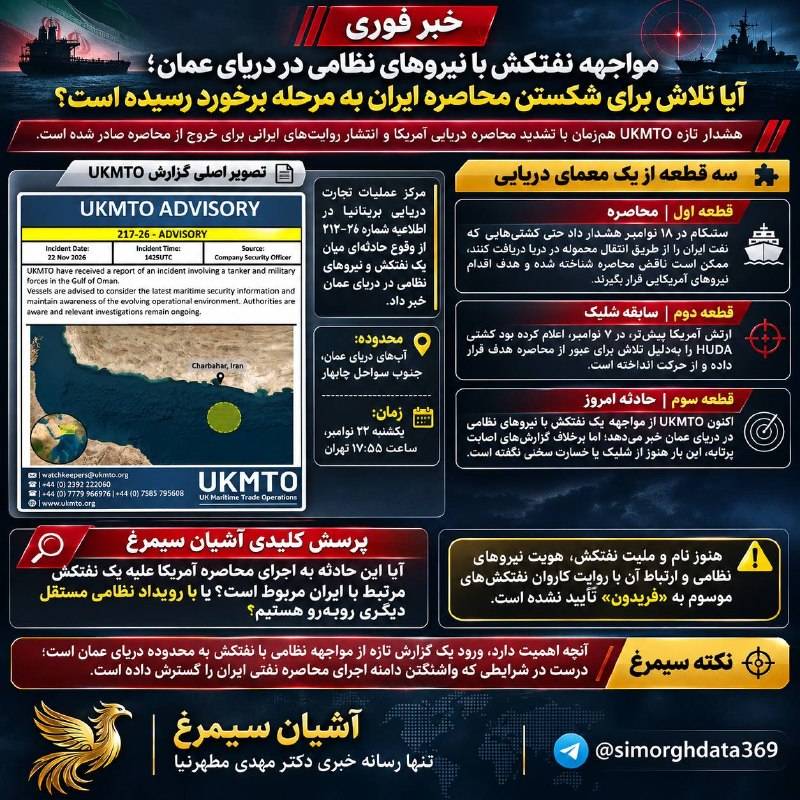 خبر فوری
مواجهه نفتکش با نیروهای نظامی در دریای عمان؛
آیا تلاش برای شکستن محاصره ایران به مرحله برخورد رسیده است؟
هشدار تازه UKMTO هم‌زمان با تشدید محاصره دریایی آمریکا و انتشار روایت‌های ایرانی برای خروج از محاصره صادر شده است.
تصویر اصلی گزارش UKMTO
UKMTO ADVISORY
217-26 - ADVISORY
Incident Date:
22 Nov 2026
Incident Time:
1425UTC
Source:
Company Security Officer
UKMTO have received a report of an incident involving a tanker and military
forces in the Gulf of Oman.
Vessels are advised to consider the latest maritime security information and
maintain awareness of the evolving operational environment. Authorities are
aware and relevant investigations remain ongoing.
Charbahar, Iran
watchkeepers@ukmto.org
+44 (0) 2392 222060
+44 (0) 7779 966976 | +44 (0) 7585 795608
www.ukmto.org
UKMTO
UK Maritime Trade Operations
مرکز عملیات تجارت
دریایی بریتانیا در
اطلاعیه شماره ۲۶-۲۱۲
از وقوع حادثه‌ای میان
یک نفتکش و نیروهای
نظامی در دریای عمان
خبر داد.
محدوده:
آب‌های دریای عمان،
جنوب سواحل چابهار
زمان:
یکشنبه ۲۲ نوامبر،
ساعت ۱۷:۵۵ تهران
سه قطعه از یک معمای دریایی
قطعه اول | محاصره
سنتکام در ۱۸ نوامبر هشدار داد حتی کشتی‌هایی که
نفت ایران را از طریق انتقال محموله در دریا دریافت کنند،
ممکن است ناقض محاصره شناخته شده و هدف اقدام
نیروهای آمریکایی قرار بگیرند.
قطعه دوم | سابقه شلیک
ارتش آمریکا پیش‌تر، در ۷ نوامبر، اعلام کرده بود کشتی
HUDA را به‌دلیل تلاش برای عبور از محاصره هدف قرار
داده و از حرکت انداخته است.
قطعه سوم | حادثه امروز
اکنون UKMTO از مواجهه یک نفتکش با نیروهای نظامی
در دریای عمان خبر می‌دهد؛ اما برخلاف گزارش‌های اصابت
پرتابه، این بار هنوز از شلیک یا خسارت سخنی نگفته است.
پرسش کلیدی آشیان سیمرغ
آیا این حادثه به اجرای محاصره آمریکا علیه یک نفتکش
مرتبط با ایران مربوط است؟ یا با رویداد نظامی مستقل
دیگری روبه‌رو هستیم؟
هنوز نام و ملیت نفتکش، هویت نیروهای
نظامی و ارتباط آن با روایت کاروان نفتکش‌های
موسوم به «فریدون» تأیید نشده است.
نکته سیمرغ
آنچه اهمیت دارد، ورود یک گزارش تازه از مواجهه نظامی با نفتکش به محدوده دریای عمان است؛
درست در شرایطی که واشنگتن دامنه اجرای محاصره نفتی ایران را گسترش داده است.
آشیان سیمرغ
تنها رسانه خبری دکتر مهدی مطهرنیا
@simorghdata369